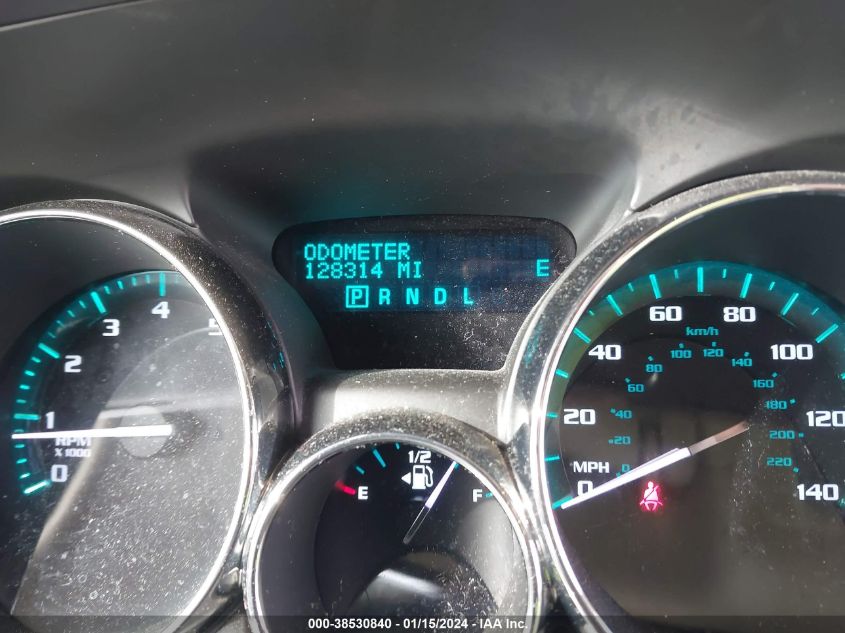 ODOMETER
128314 MI E
P R N D L
0 1 2 3 4 5
RPM
X 1000
E 1/2 F
0 20 40 60 80 100 120 140
MPH
km/h
0 20 40 60 80 100 120 140 160 180 200 220
000-38530840 - 01/15/2024 - IAA Inc.